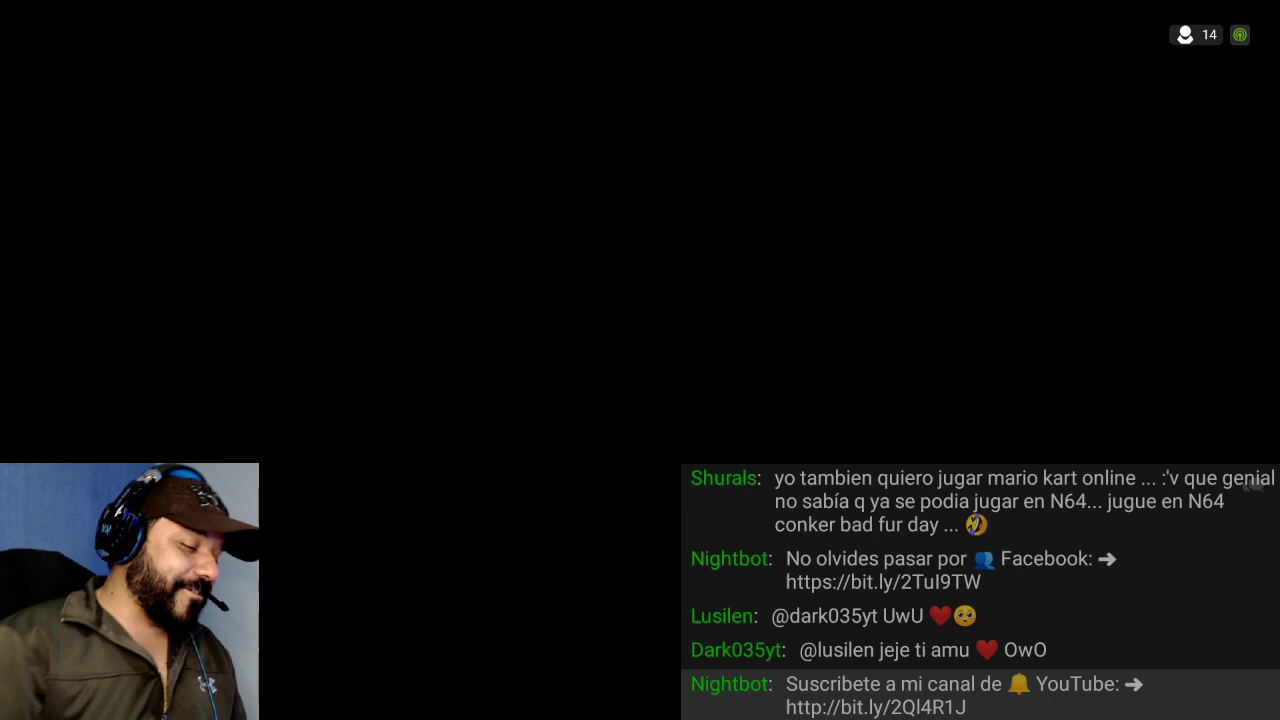 14
Shurals: yo tambien quiero jugar mario kart online ... :'v que genial
no sabía q ya se podia jugar en N64... jugue en N64
conker bad fur day ... 🤣
Nightbot: No olvides pasar por 👥 Facebook: ➜
https://bit.ly/2TuI9TW
Lusilen: @dark035yt UwU ❤️🥺
Dark035yt: @lusilen jeje ti amu ❤️ OwO
Nightbot: Suscribete a mi canal de 🔔 YouTube: ➜
http://bit.ly/2Ql4R1J